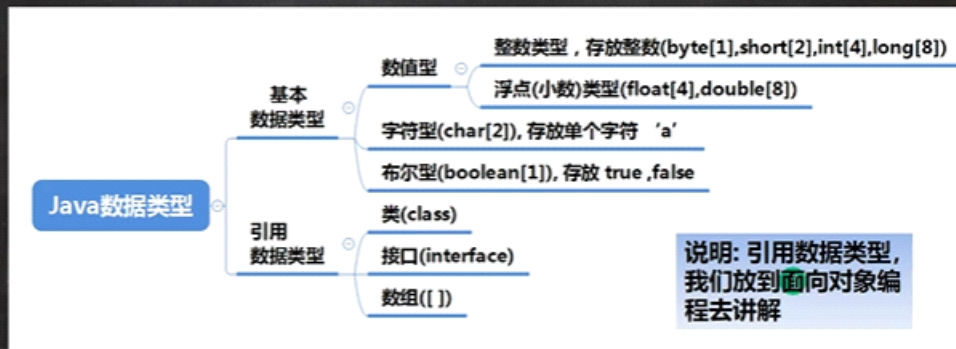 Java数据类型
基本
数据类型
数值型
整数类型，存放整数(byte[1],short[2],int[4],long[8])
浮点(小数)类型(float[4],double[8])
字符型(char[2]), 存放单个字符 ‘a’
布尔型(boolean[1]), 存放 true ,false
引用
数据类型
类(class)
接口(interface)
数组([ ])
说明: 引用数据类型，
我们放到面向对象编
程去讲解